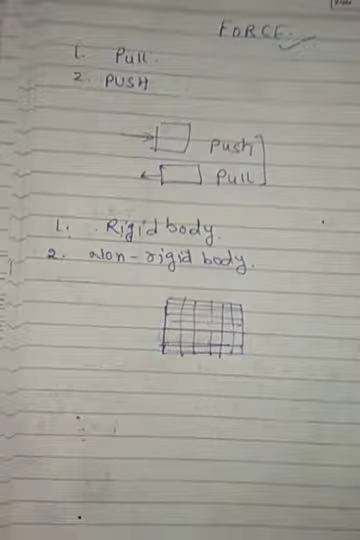 FORCE
1. Pull.
2. PUSH
push
Pull
1. Rigid body.
2. Non-rigid body.